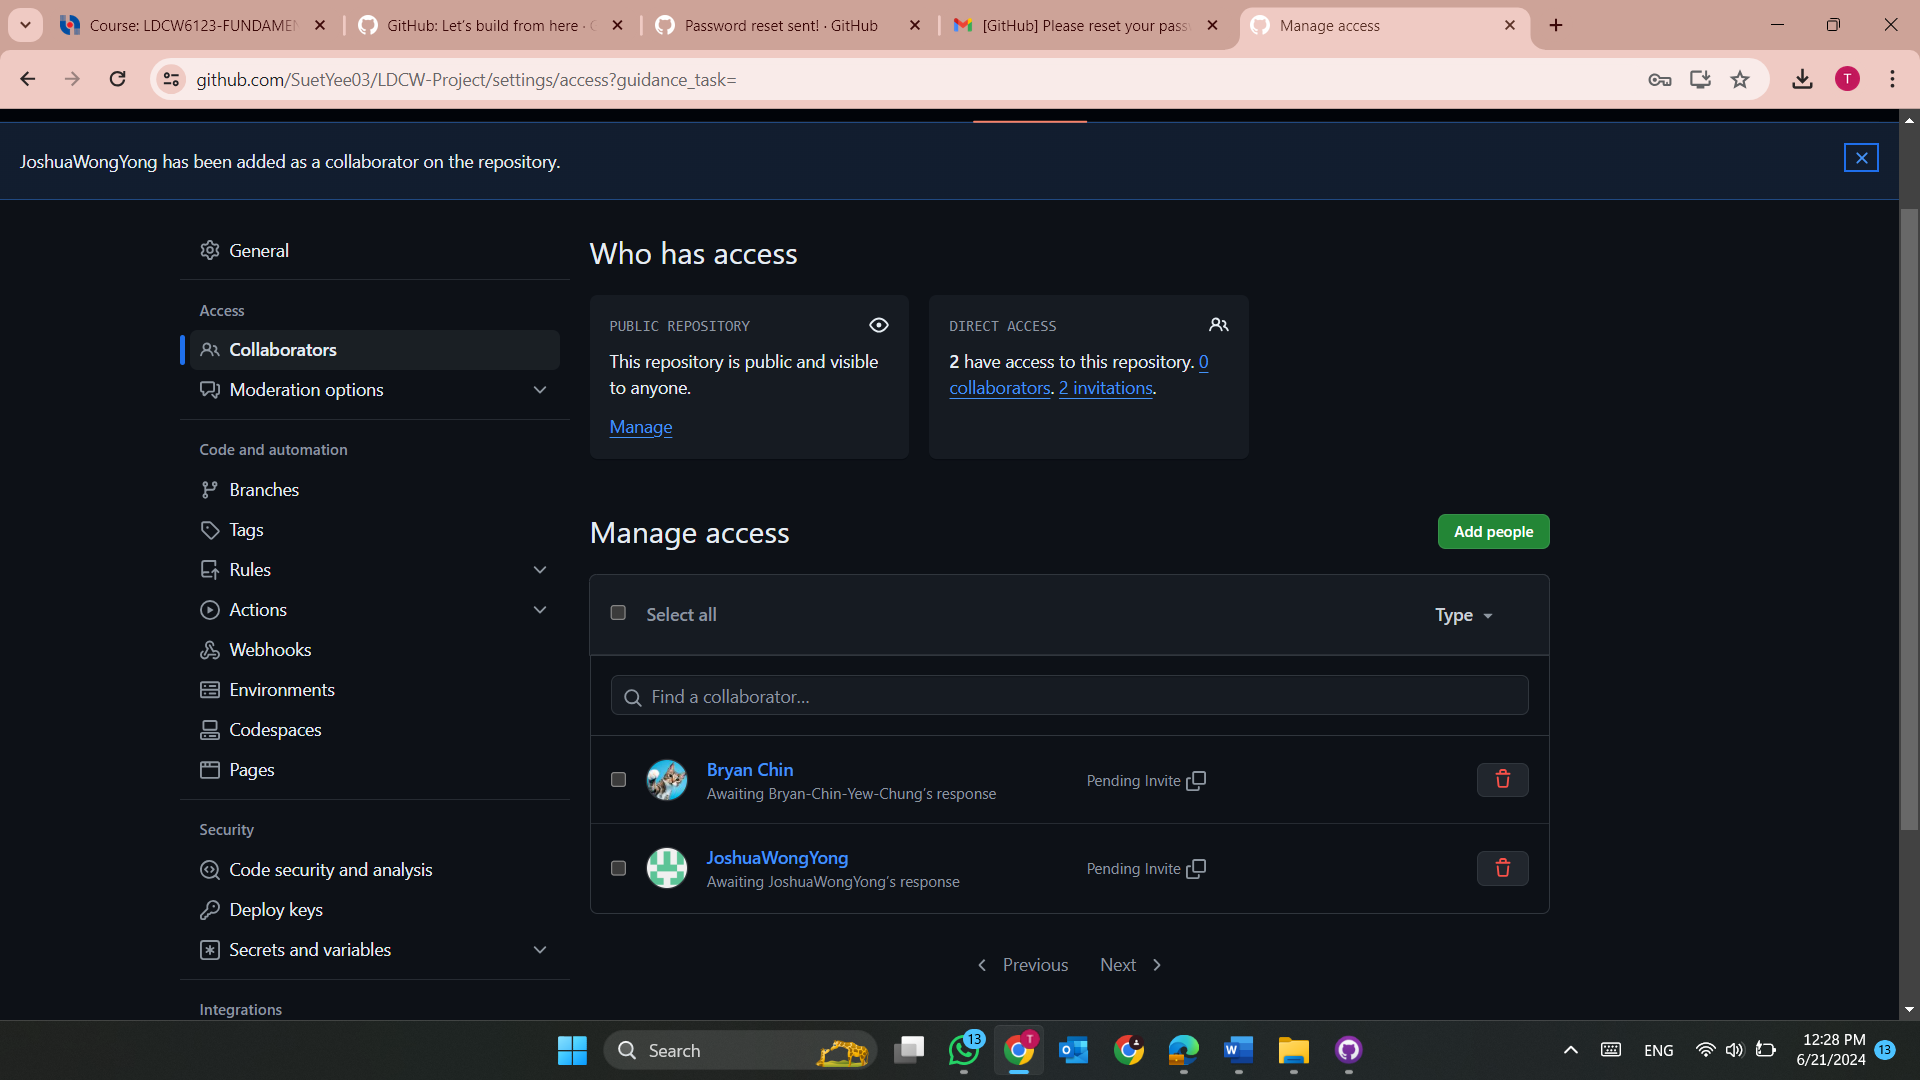 Course: LDCW6123-FUNDAMEN
GitHub: Let's build from here ·
Password reset sent! · GitHub
[GitHub] Please reset your pass
Manage access
github.com/SuetYee03/LDCW-Project/settings/access?guidance_task=
T
JoshuaWongYong has been added as a collaborator on the repository.
General
Access
Collaborators
Moderation options
Code and automation
Branches
Tags
Rules
Actions
Webhooks
Environments
Codespaces
Pages
Security
Code security and analysis
Deploy keys
Secrets and variables
Integrations
Who has access
PUBLIC REPOSITORY
This repository is public and visible
to anyone.
Manage
DIRECT ACCESS
2 have access to this repository. 0
collaborators. 2 invitations.
Manage access
Add people
Select all
Type
Find a collaborator...
Bryan Chin
Awaiting Bryan-Chin-Yew-Chung's response
Pending Invite
JoshuaWongYong
Awaiting JoshuaWongYong's response
Pending Invite
Previous
Next
Search
13
T
ENG
12:28 PM
6/21/2024
13